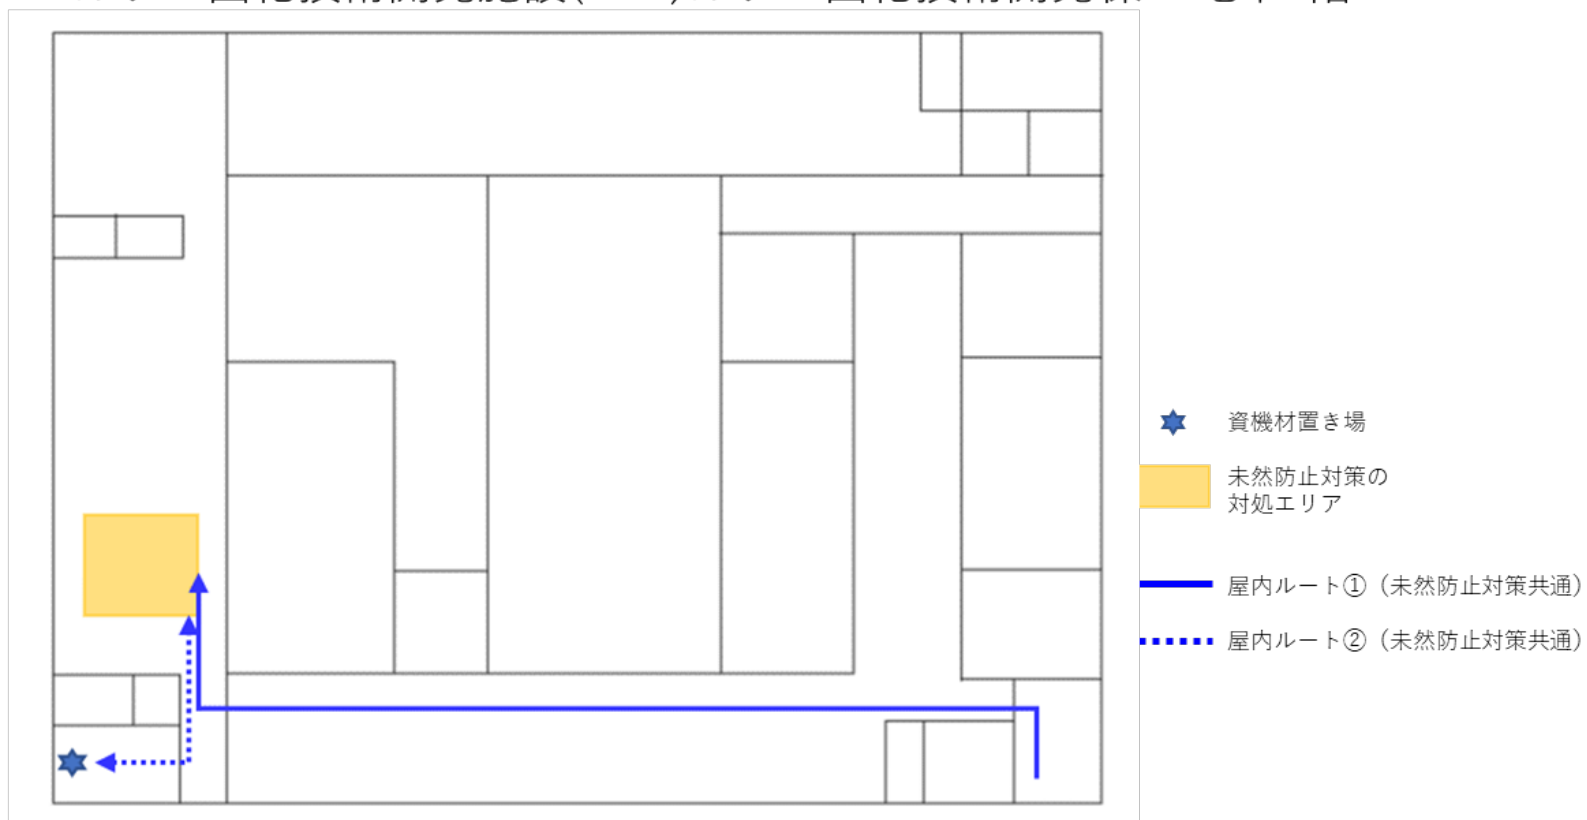 資機材置き場
未然防止対策の
対処エリア
屋内ルート①（未然防止対策共通）
屋内ルート②（未然防止対策共通）